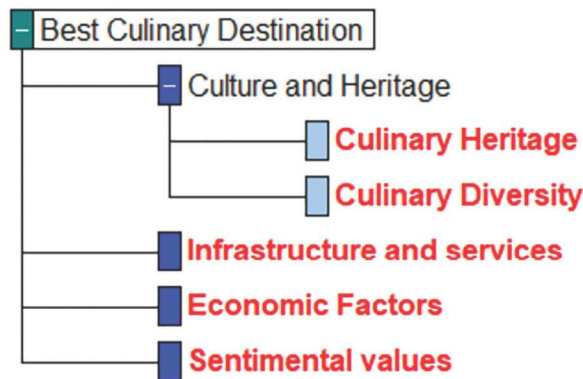 Best Culinary Destination
Culture and Heritage
Culinary Heritage
Culinary Diversity
Infrastructure and services
Economic Factors
Sentimental values